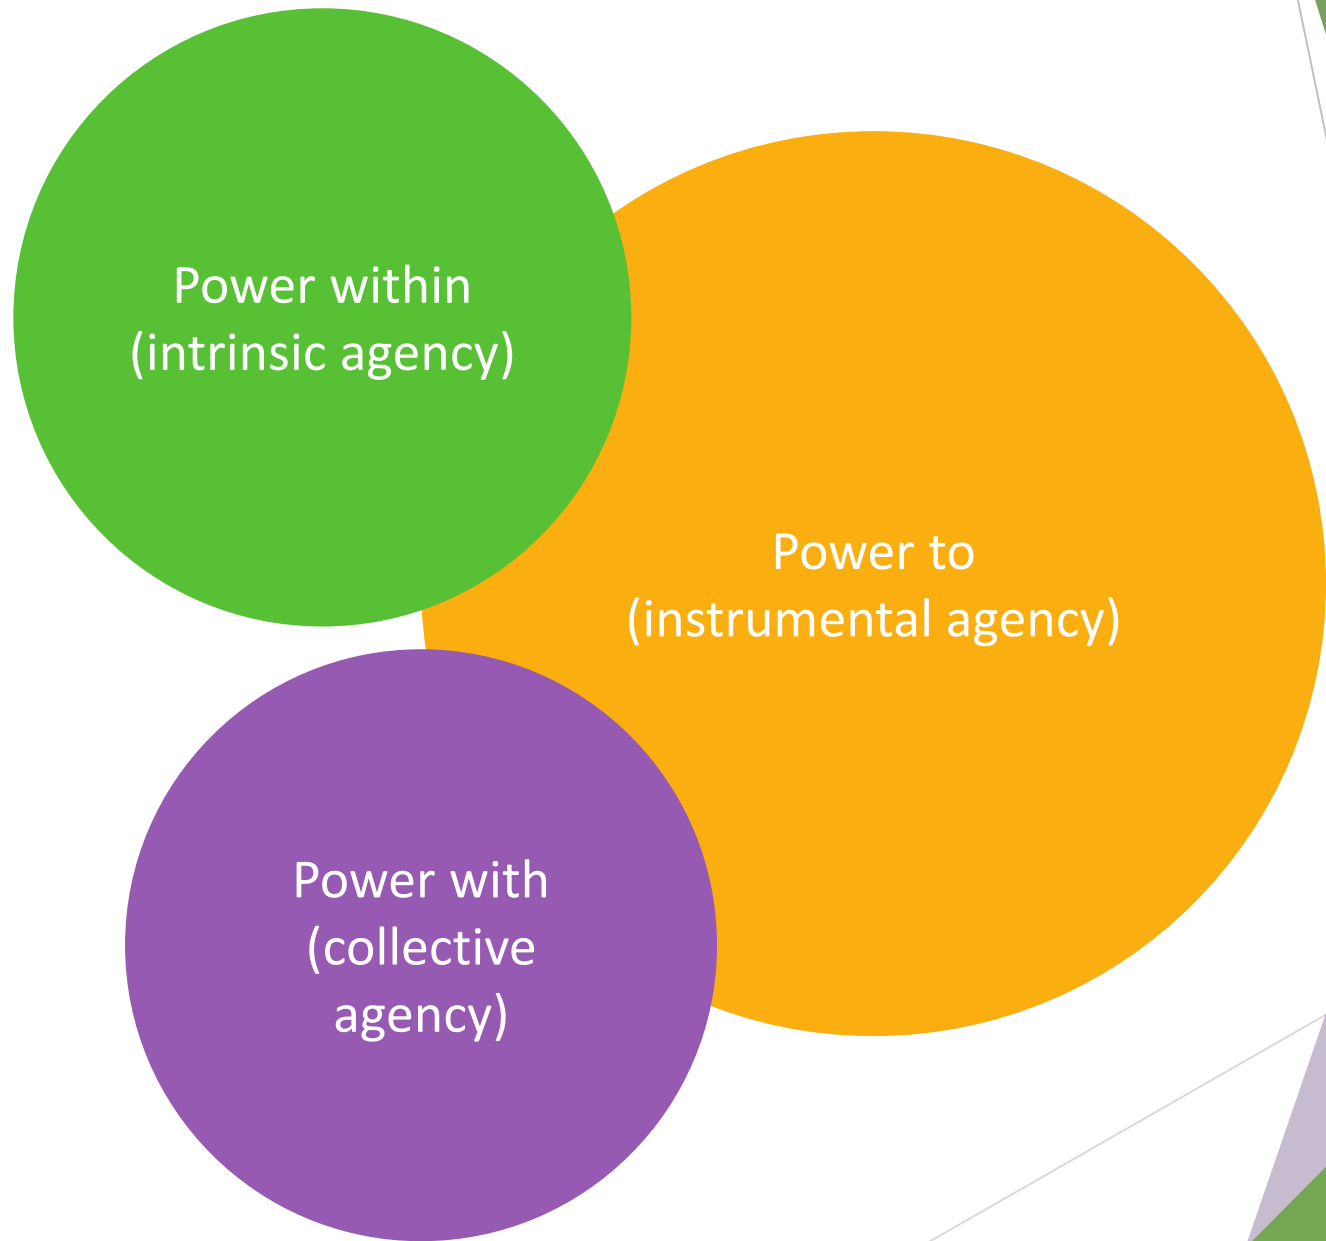 Power within
(intrinsic agency)
Power to
(instrumental agency)
Power with
(collective
agency)